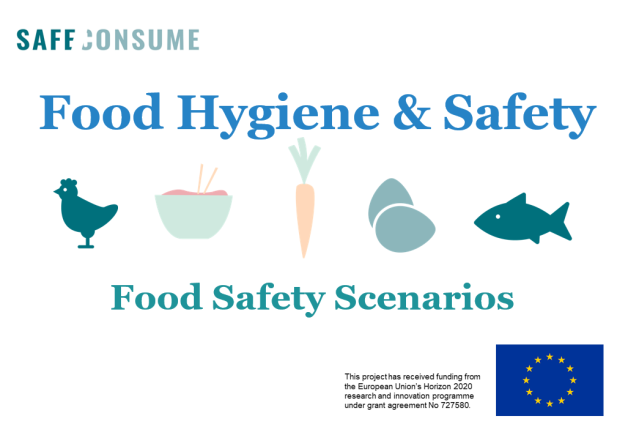 SAFECONSUME
Food Hygiene & Safety
Food Safety Scenarios
This project has received funding from
the European Union's Horizon 2020
research and innovation programme
under grant agreement No 727580.